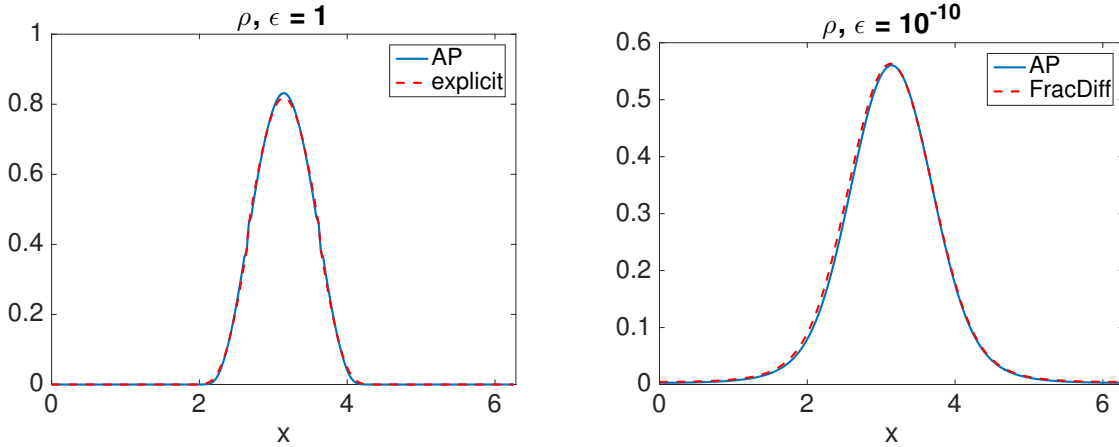 ρ, ϵ = 1
1
0.8
0.6
0.4
0.2
0
0 2 4 6
x
AP
explicit
ρ, ϵ = 10⁻¹⁰
0.6
0.5
0.4
0.3
0.2
0.1
0
0 2 4 6
x
AP
FracDiff